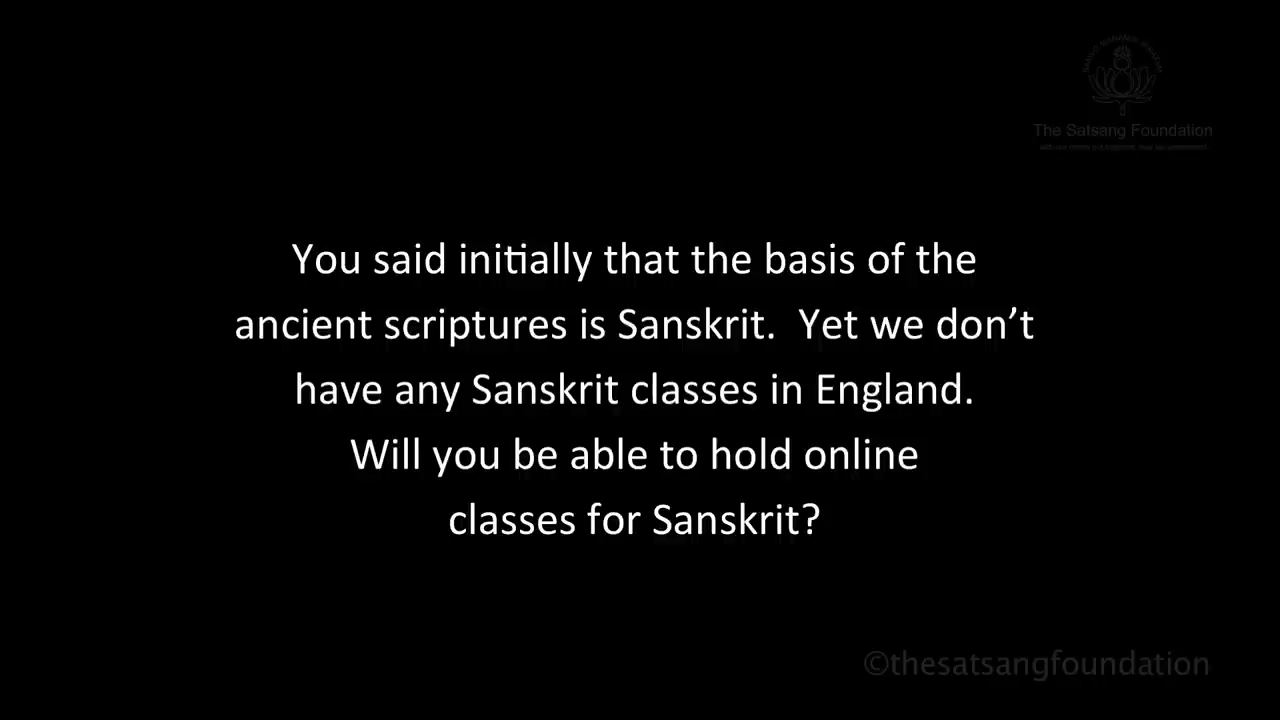 The Satsang Foundation
You said initially that the basis of the
ancient scriptures is Sanskrit.  Yet we don’t
have any Sanskrit classes in England.
Will you be able to hold online
classes for Sanskrit?
©thesatsangfoundation